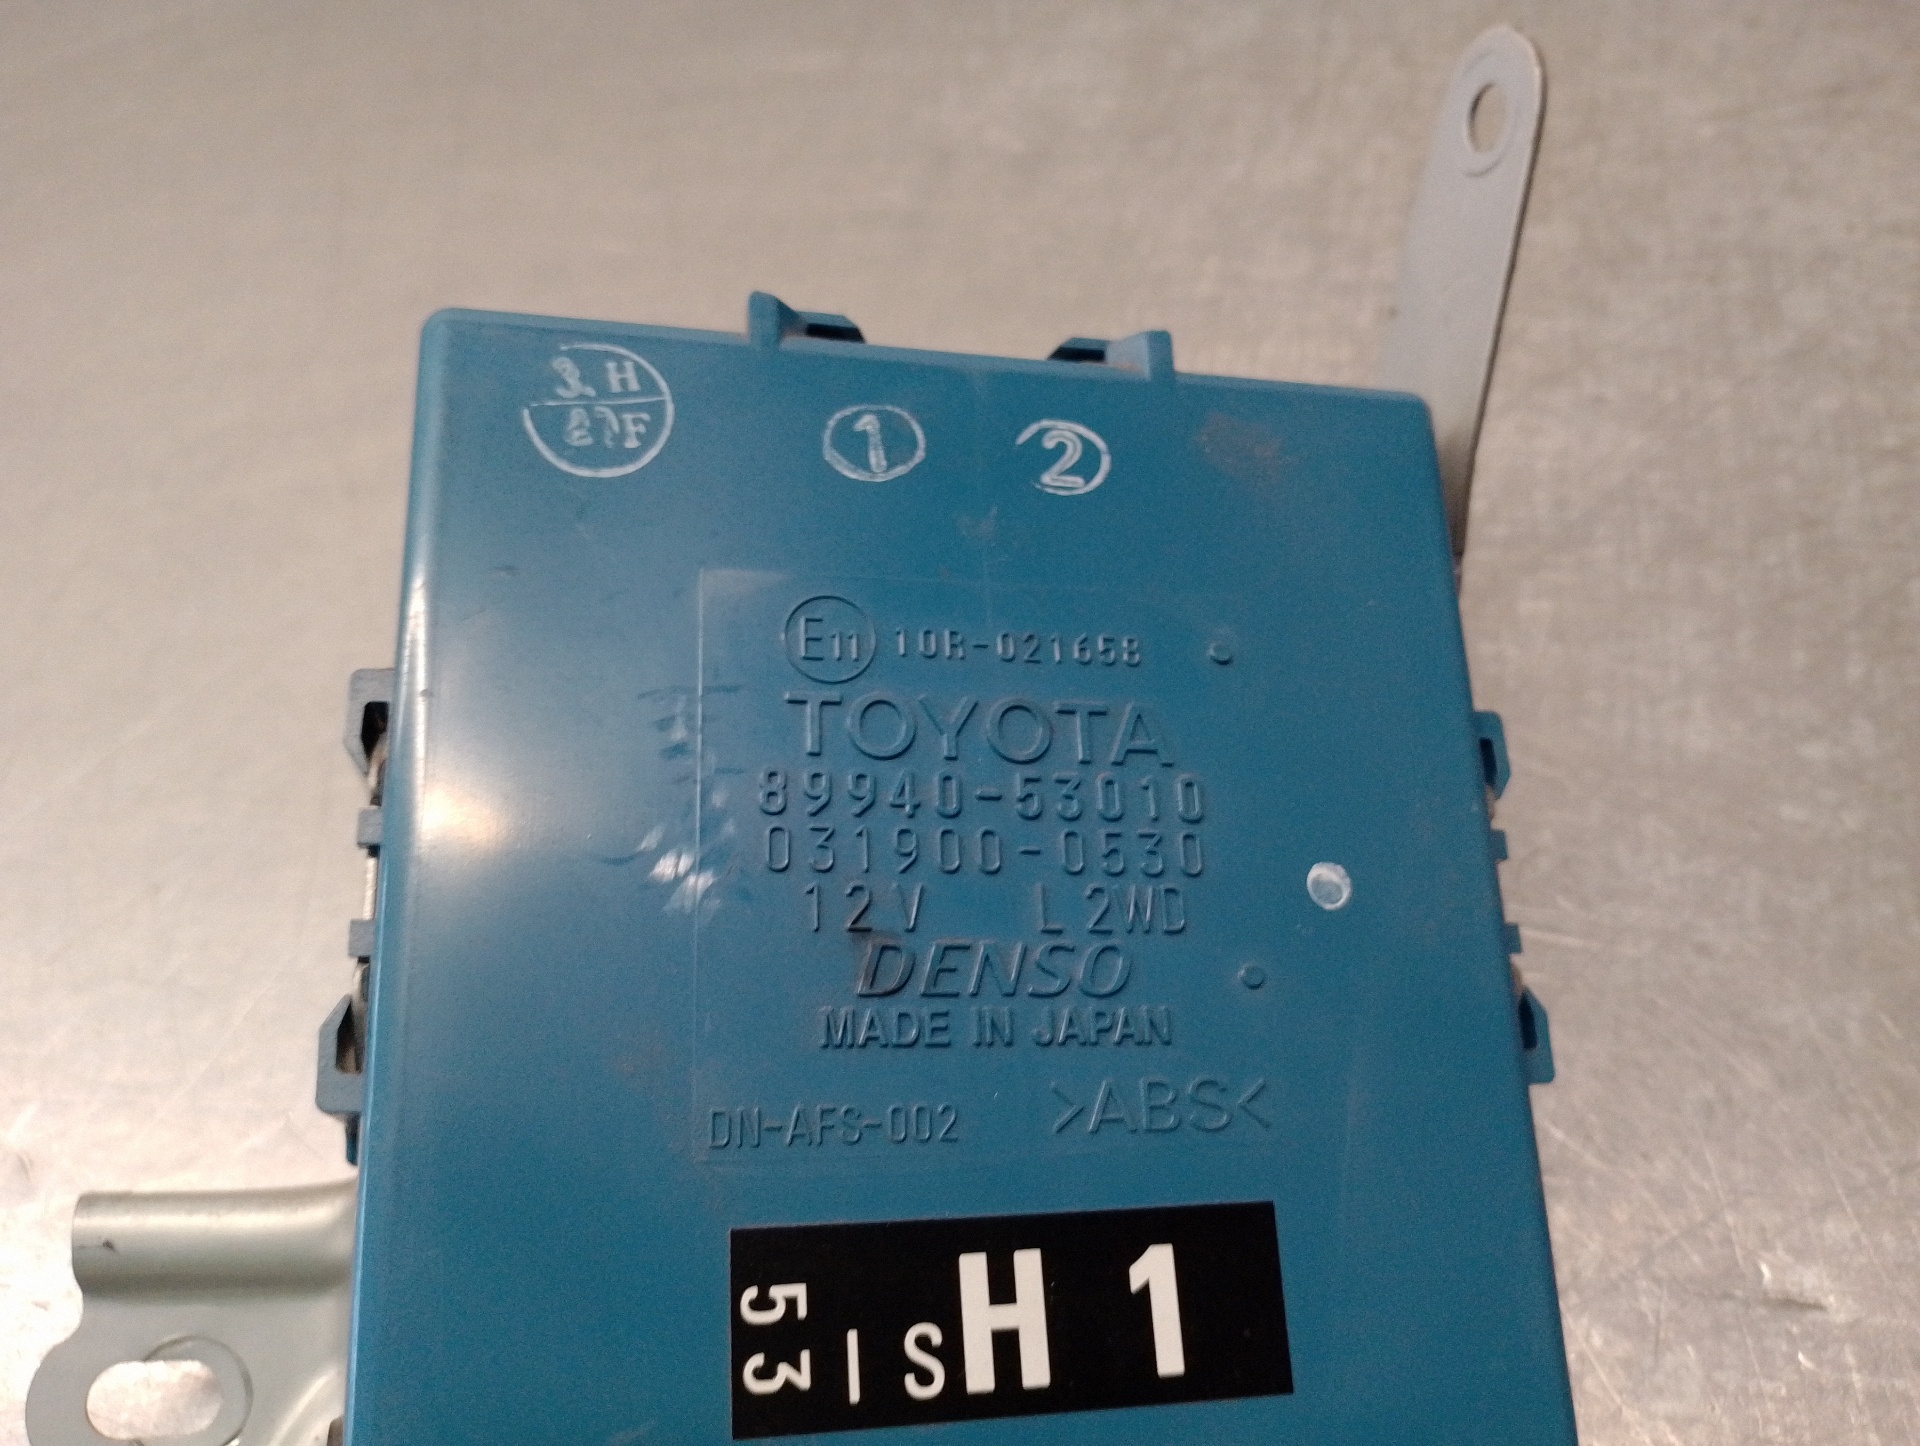 3 H
27F
1
2
E11 10R-021658
TOYOTA
89940-53010
031900-0530
12V L 2WD
DENSO
MADE IN JAPAN
DN-AFS-002 >ABS<
53 I S H 1